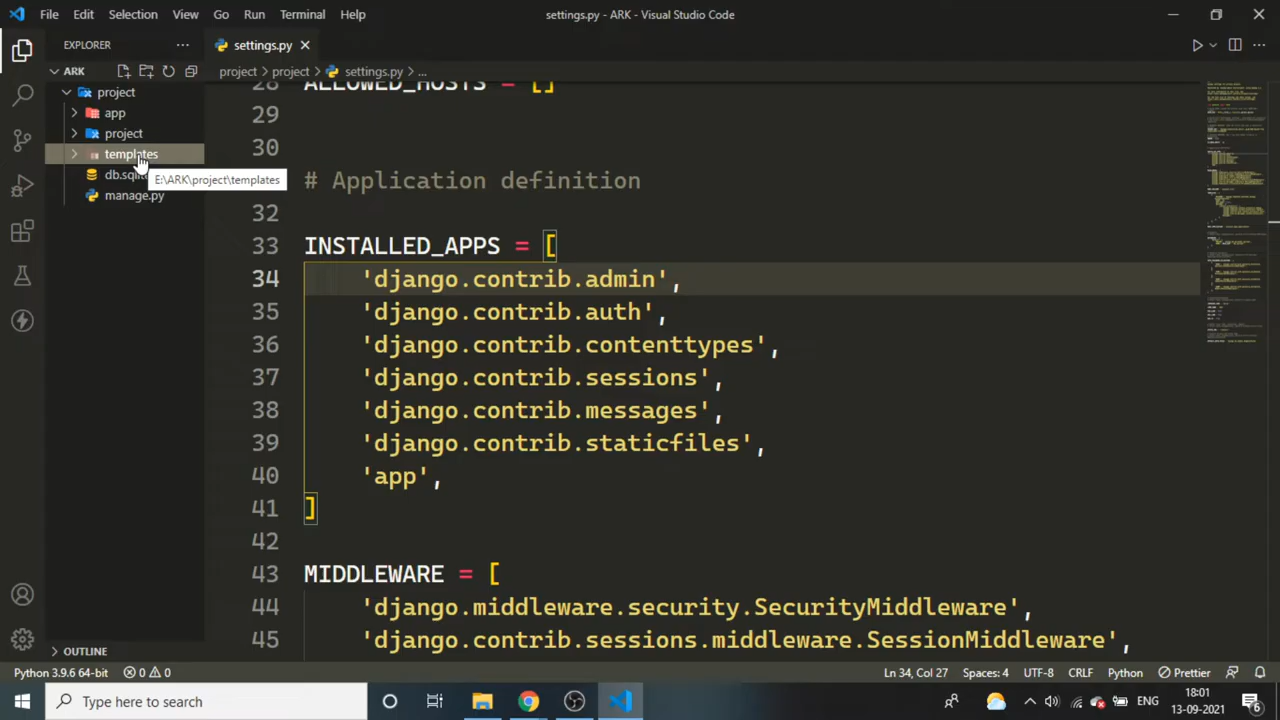 File Edit Selection View Go Run Terminal Help
settings.py - ARK - Visual Studio Code
EXPLORER
settings.py
ARK
project > project > settings.py > ...
project
app
project
templates
db.sqli
E:\ARK\project\templates
manage.py
28 ALLOWED_HOSTS = []
29
30
# Application definition
32
33 INSTALLED_APPS = [
34 'django.contrib.admin',
35 'django.contrib.auth',
36 'django.contrib.contenttypes',
37 'django.contrib.sessions',
38 'django.contrib.messages',
39 'django.contrib.staticfiles',
40 'app',
41 ]
42
43 MIDDLEWARE = [
44 'django.middleware.security.SecurityMiddleware',
45 'django.contrib.sessions.middleware.SessionMiddleware',
OUTLINE
Python 3.9.6 64-bit 0 0
Ln 34, Col 27 Spaces: 4 UTF-8 CRLF Python Prettier
Type here to search
ENG
18:01
13-09-2021
6